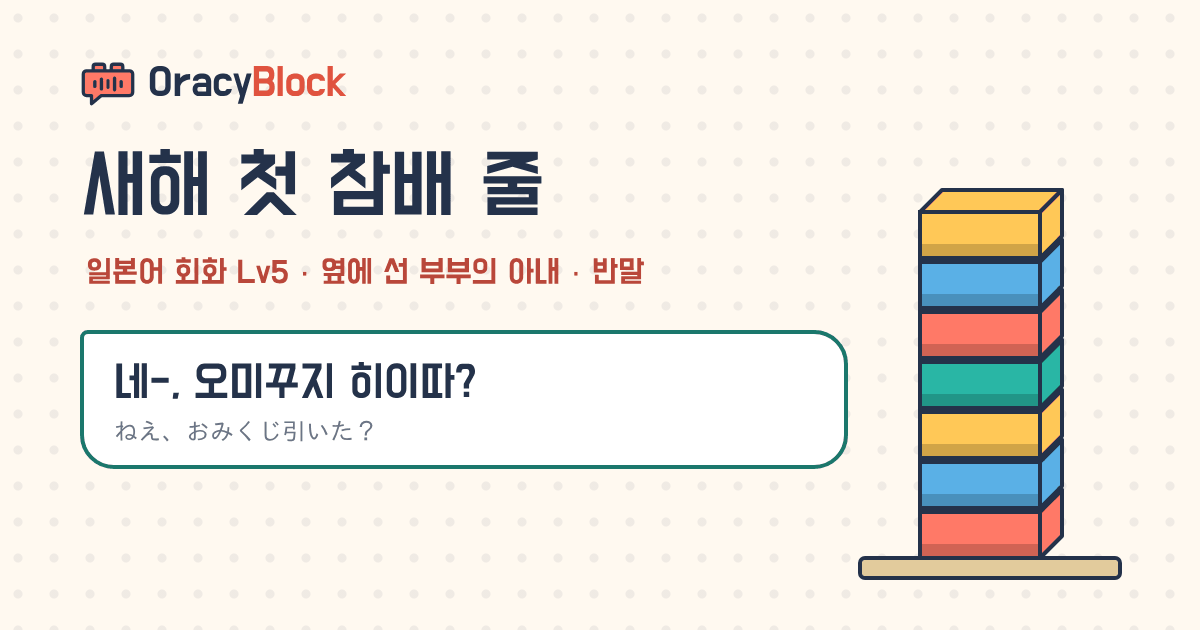 OracyBlock
새해 첫 참배 줄
일본어 회화 Lv5 · 옆에 선 부부의 아내 · 반말
네-, 오미꾸지 히이따?
ねえ、おみくじ引いた？